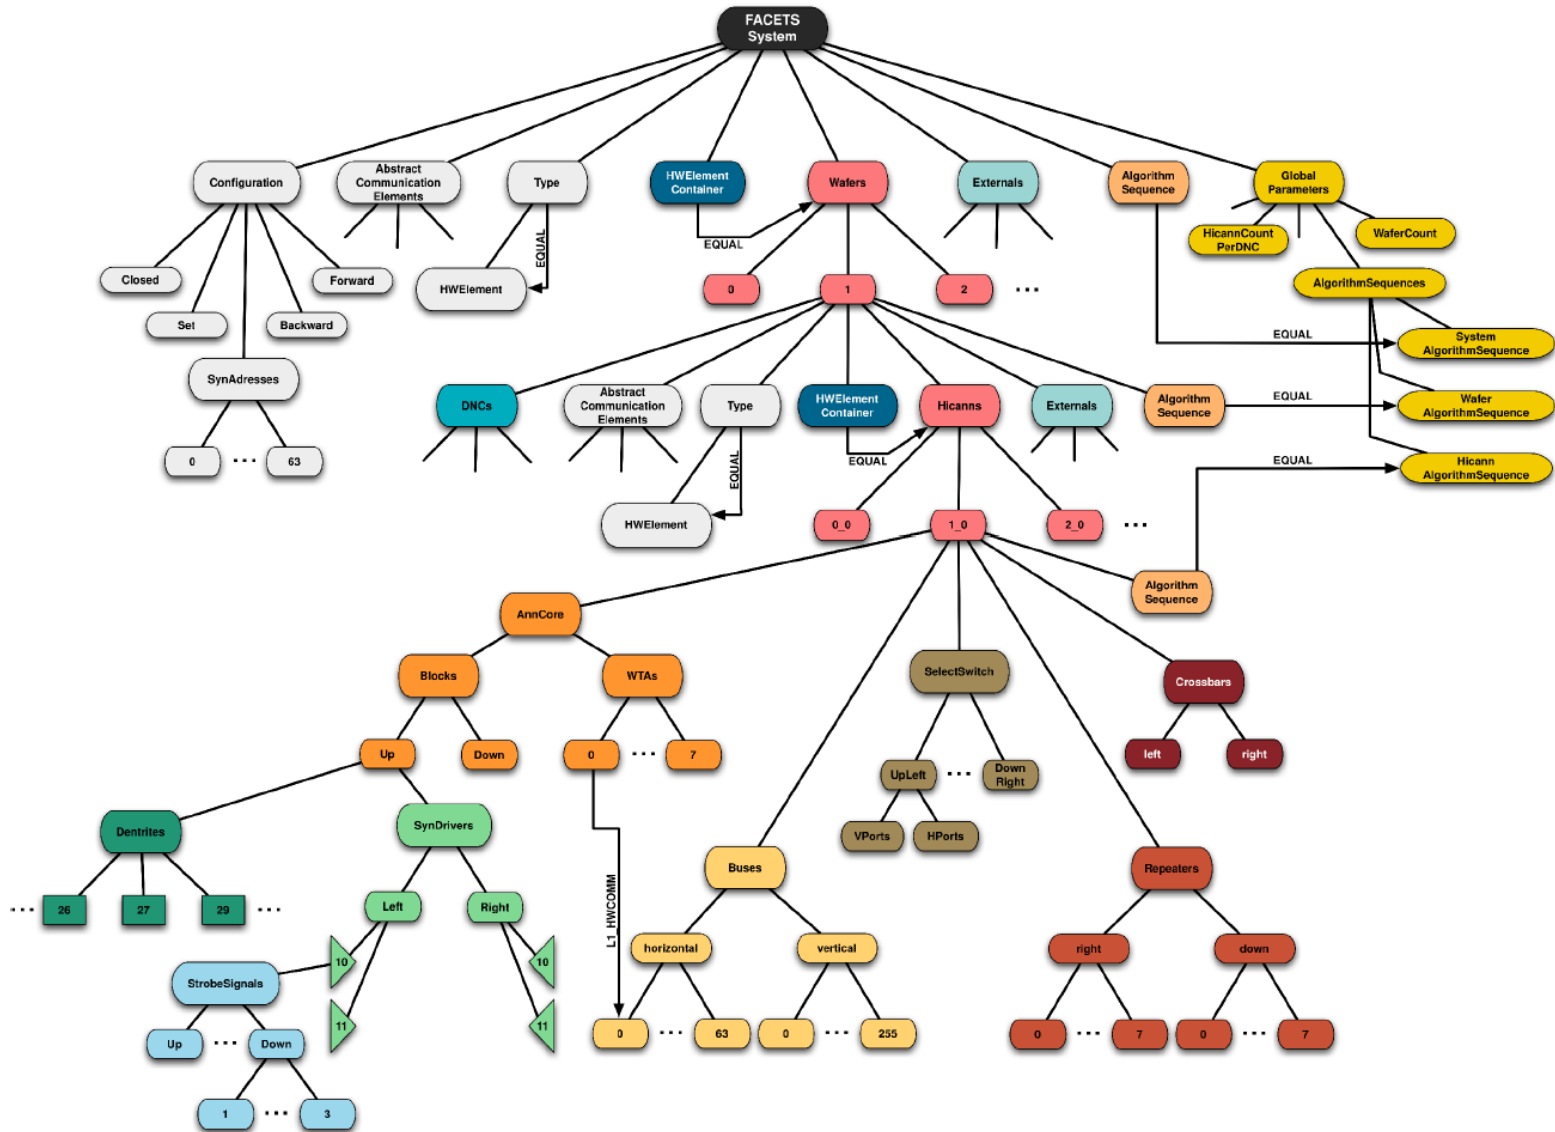 FACETS
System
Configuration
Abstract
Communication
Elements
Type
HWElement
Container
Wafers
Externals
Algorithm
Sequence
Global
Parameters
EQUAL
EQUAL
HicannCount
PerDNC
WaferCount
Closed
Forward
HWElement
0
1
2
...
AlgorithmSequences
Set
Backward
EQUAL
System
AlgorithmSequence
SynAdresses
DNCs
Abstract
Communication
Elements
Type
HWElement
Container
Hicanns
Externals
Algorithm
Sequence
EQUAL
Wafer
AlgorithmSequence
0
...
63
EQUAL
EQUAL
EQUAL
Hicann
AlgorithmSequence
HWElement
0_0
1_0
2_0
...
Algorithm
Sequence
AnnCore
Blocks
WTAs
SelectSwitch
Crossbars
Up
Down
0
...
7
left
right
UpLeft
...
Down
Right
Dentrites
SynDrivers
VPorts
HPorts
Buses
Repeaters
...
26
27
29
...
Left
Right
L1_HWCOMM
horizontal
vertical
right
down
10
10
StrobeSignals
11
11
0
...
63
0
...
255
0
...
7
0
...
7
Up
...
Down
1
...
3